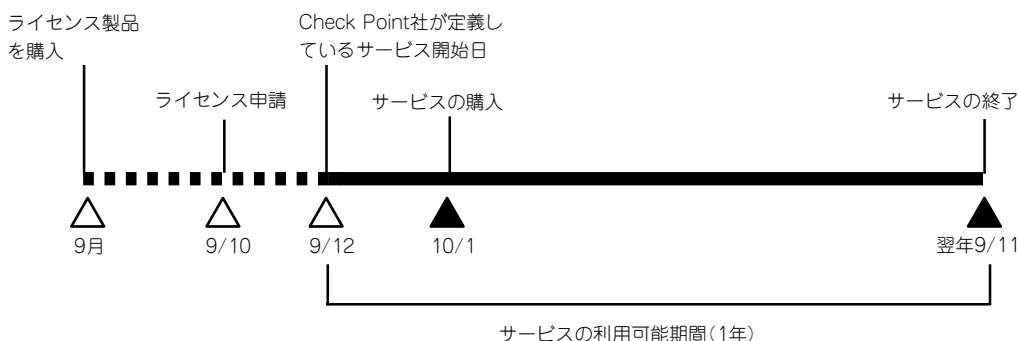 ライセンス製品
を購入
Check Point社が定義し
ているサービス開始日
ライセンス申請
サービスの購入
サービスの終了
9月
9/10
9/12
10/1
翌年9/11
サービスの利用可能期間(1年)